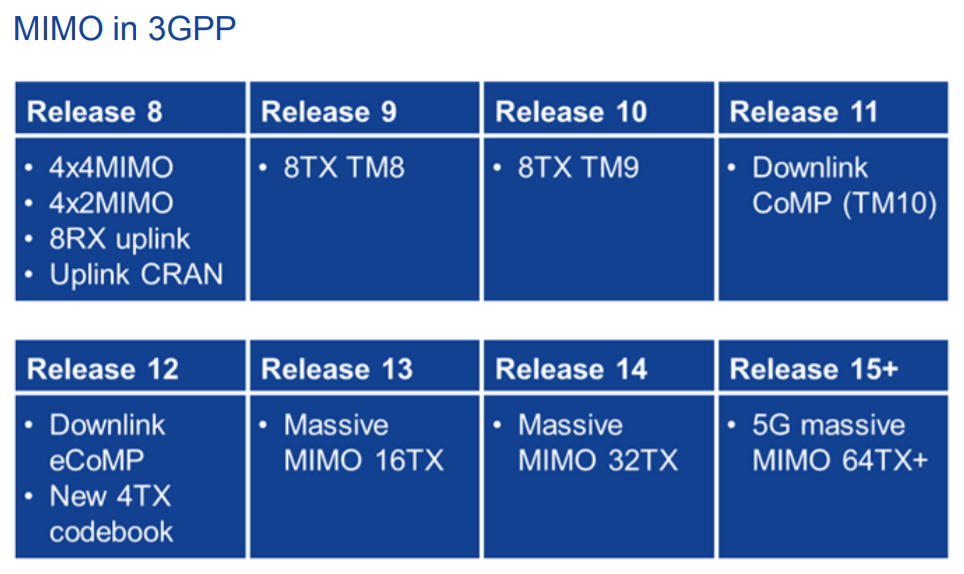 MIMO in 3GPP
Release 8
• 4x4MIMO
• 4x2MIMO
• 8RX uplink
• Uplink CRAN
Release 9
• 8TX TM8
Release 10
• 8TX TM9
Release 11
• Downlink
CoMP (TM10)
Release 12
• Downlink
eCoMP
• New 4TX
codebook
Release 13
• Massive
MIMO 16TX
Release 14
• Massive
MIMO 32TX
Release 15+
• 5G massive
MIMO 64TX+